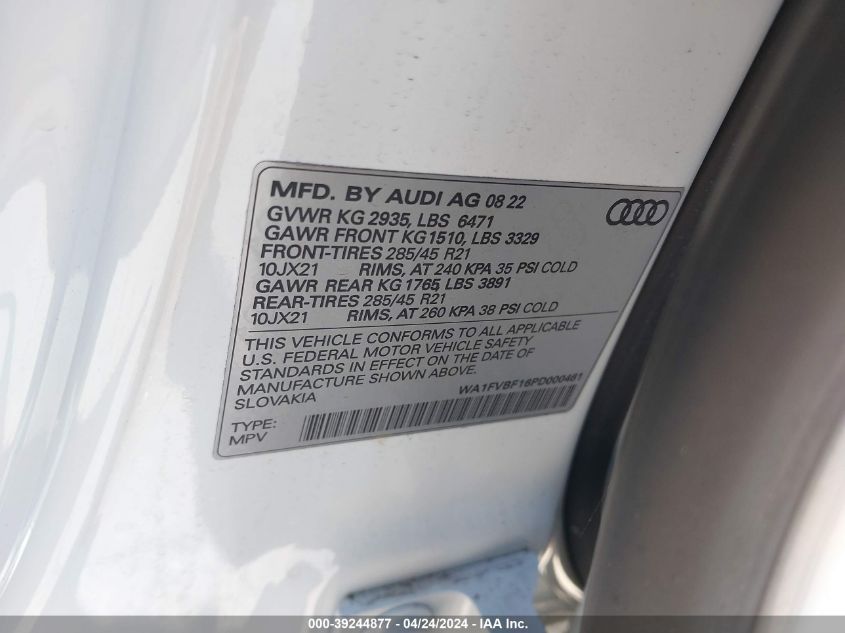 MFD. BY AUDI AG 08 22
GVWR KG 2935, LBS 6471
GAWR FRONT KG 1510, LBS 3329
FRONT-TIRES 285/45 R21
10JX21 RIMS, AT 240 KPA 35 PSI COLD
GAWR REAR KG 1765, LBS 3891
REAR-TIRES 285/45 R21
10JX21 RIMS, AT 260 KPA 38 PSI COLD
THIS VEHICLE CONFORMS TO ALL APPLICABLE
U.S. FEDERAL MOTOR VEHICLE SAFETY
STANDARDS IN EFFECT ON THE DATE OF
MANUFACTURE SHOWN ABOVE
SLOVAKIA
WA1FVBF16PD000461
TYPE:
MPV
000-39244877 - 04/24/2024 - IAA Inc.